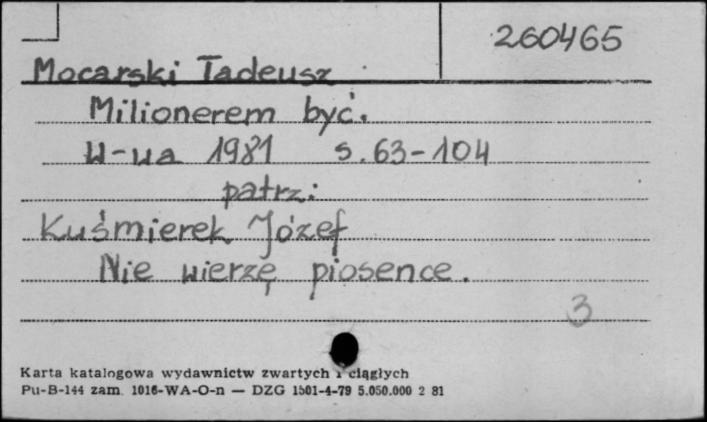 260465
Mocarski Tadeusz
Milionerem być.
W-wa 1981 s. 63-104
patrz:
Kuśmierek Józef
Nie wierzę piosence.
3
Karta katalogowa wydawnictw zwartych i ciągłych
Pu-B-144 zam. 1016-WA-O-n — DZG 1501-4-79 5.050.000 2 81